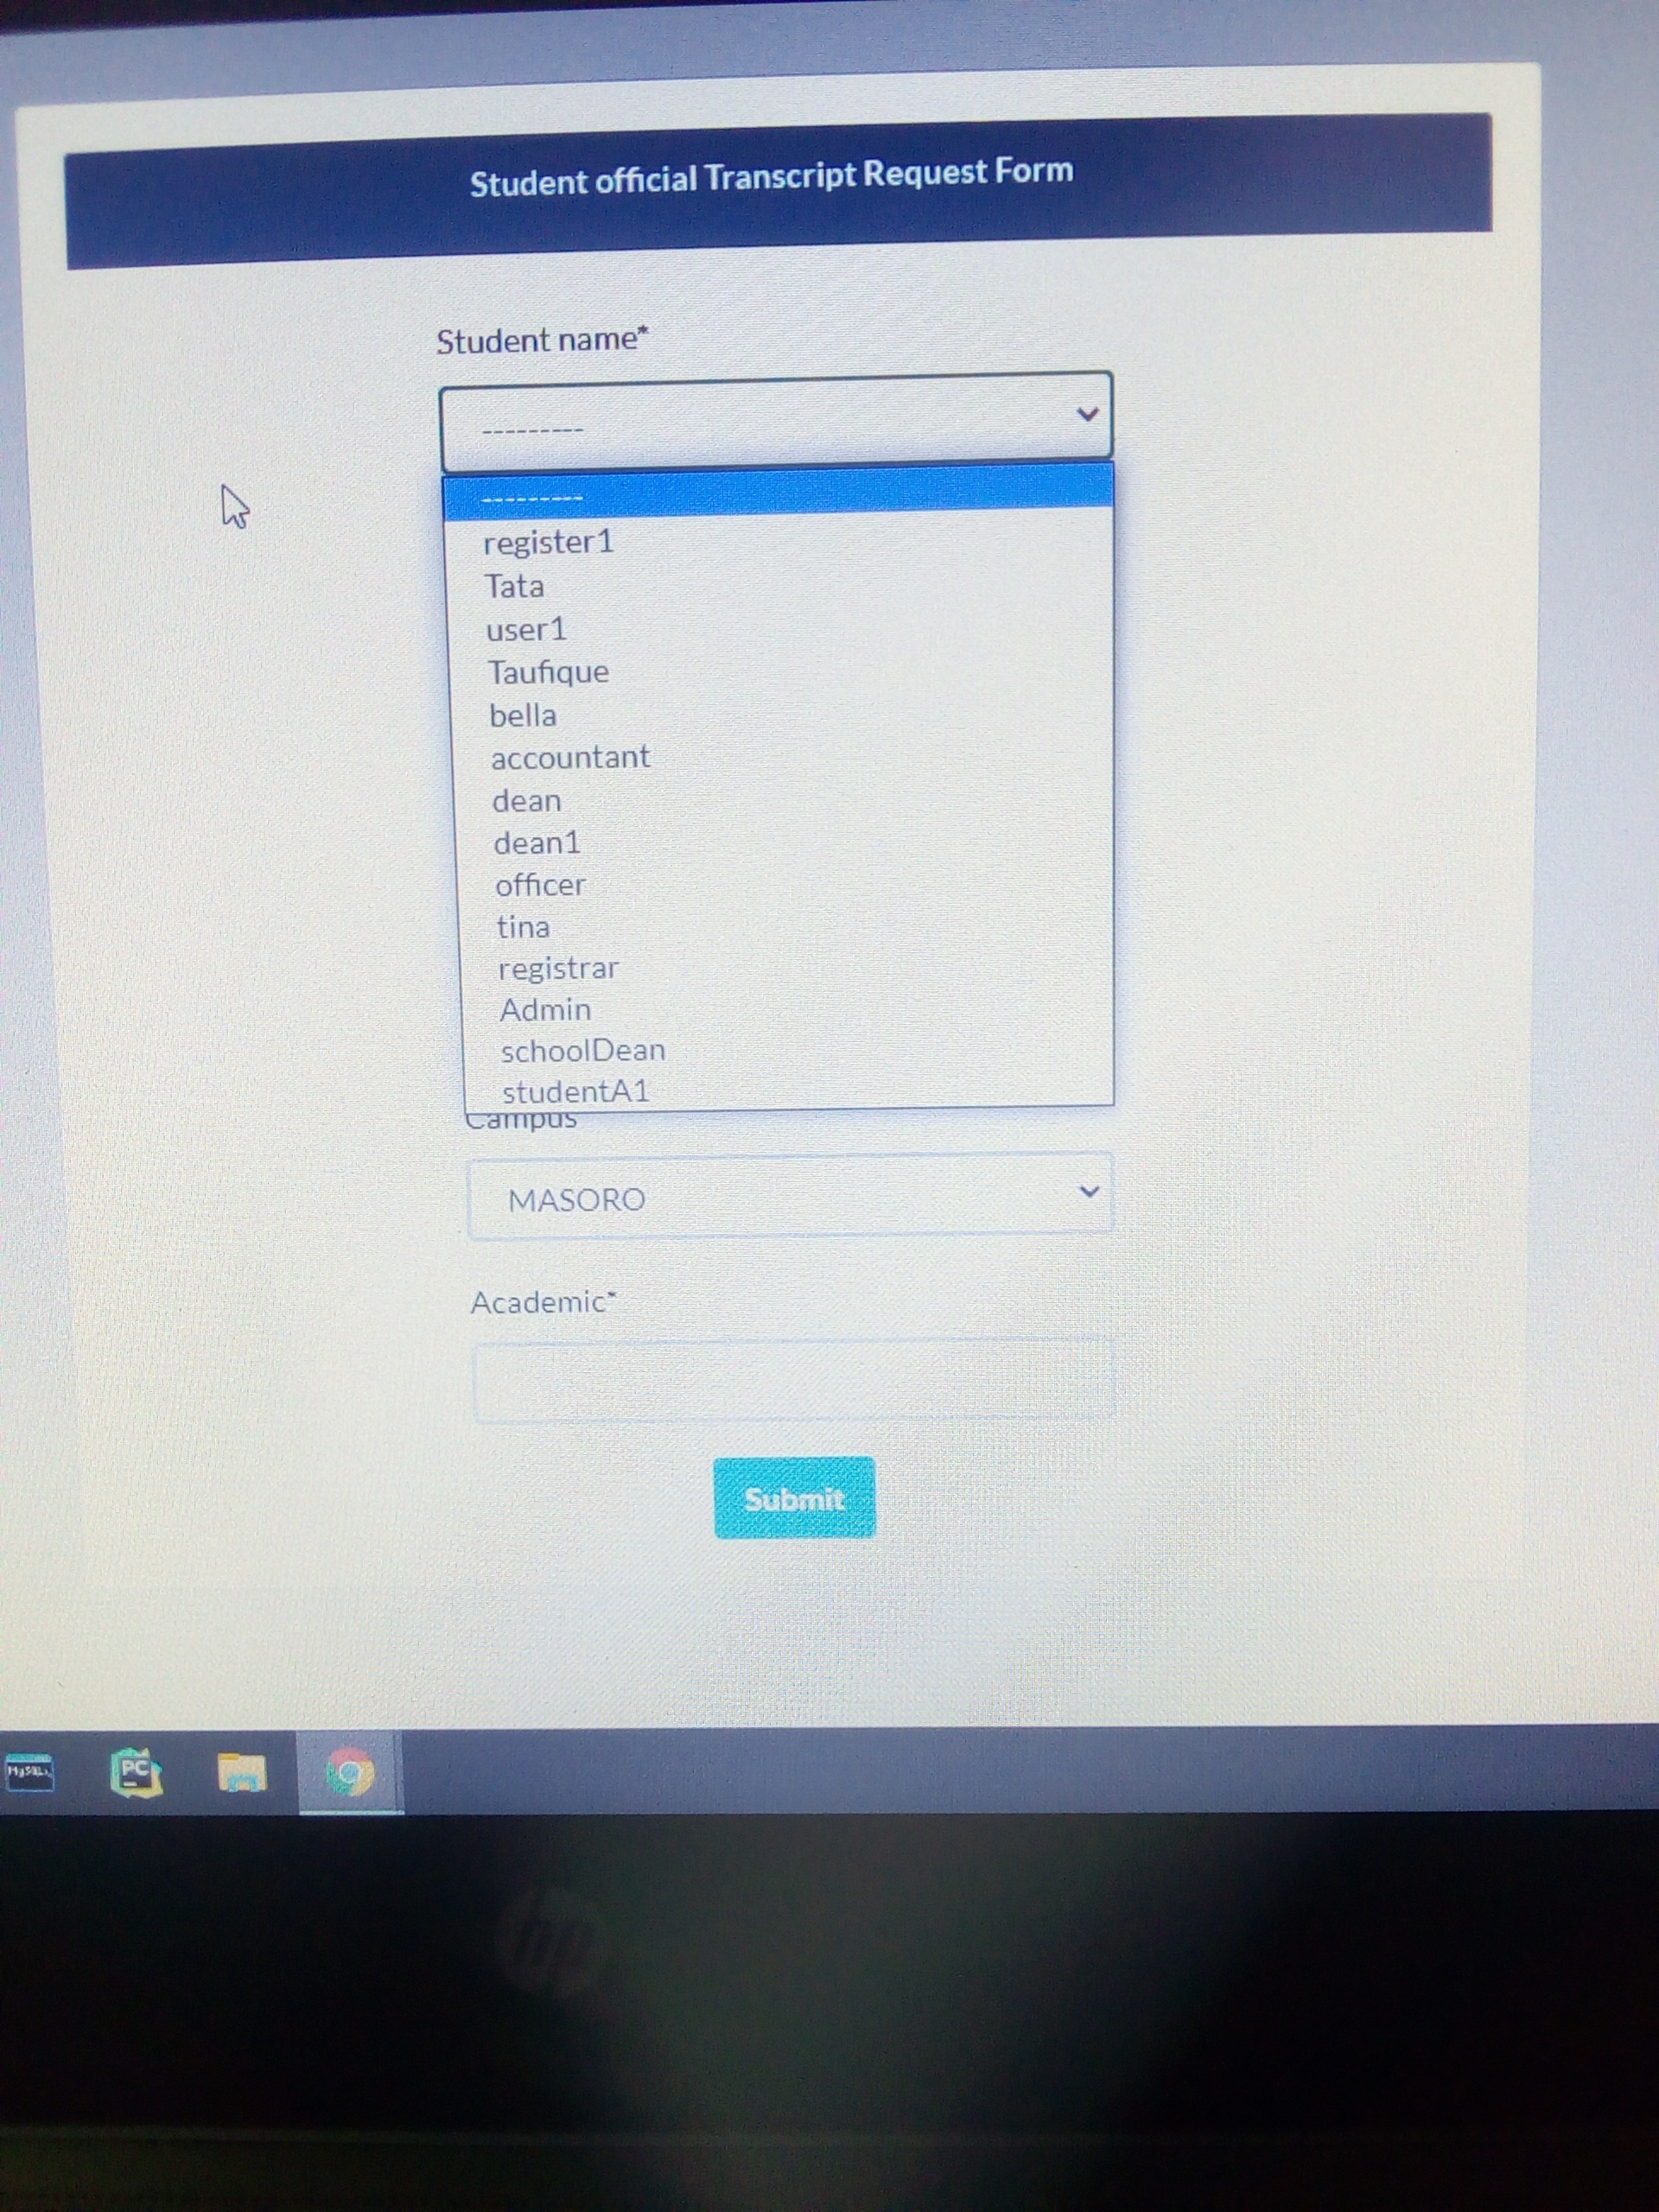 Student official Transcript Request Form
Student name*
---------
---------
register1
Tata
user1
Taufique
bella
accountant
dean
dean1
officer
tina
registrar
Admin
schoolDean
studentA1
Campus
MASORO
Academic*
Submit
MySQL
PC
hp